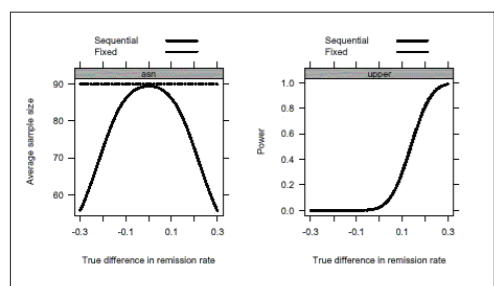 Sequential
Fixed
asn
90
80
70
60
Average sample size
-0.3
-0.1
0.1
0.3
True difference in remission rate
Sequential
Fixed
upper
1.0
0.8
0.6
0.4
0.2
0.0
Power
-0.3
-0.1
0.1
0.3
True difference in remission rate